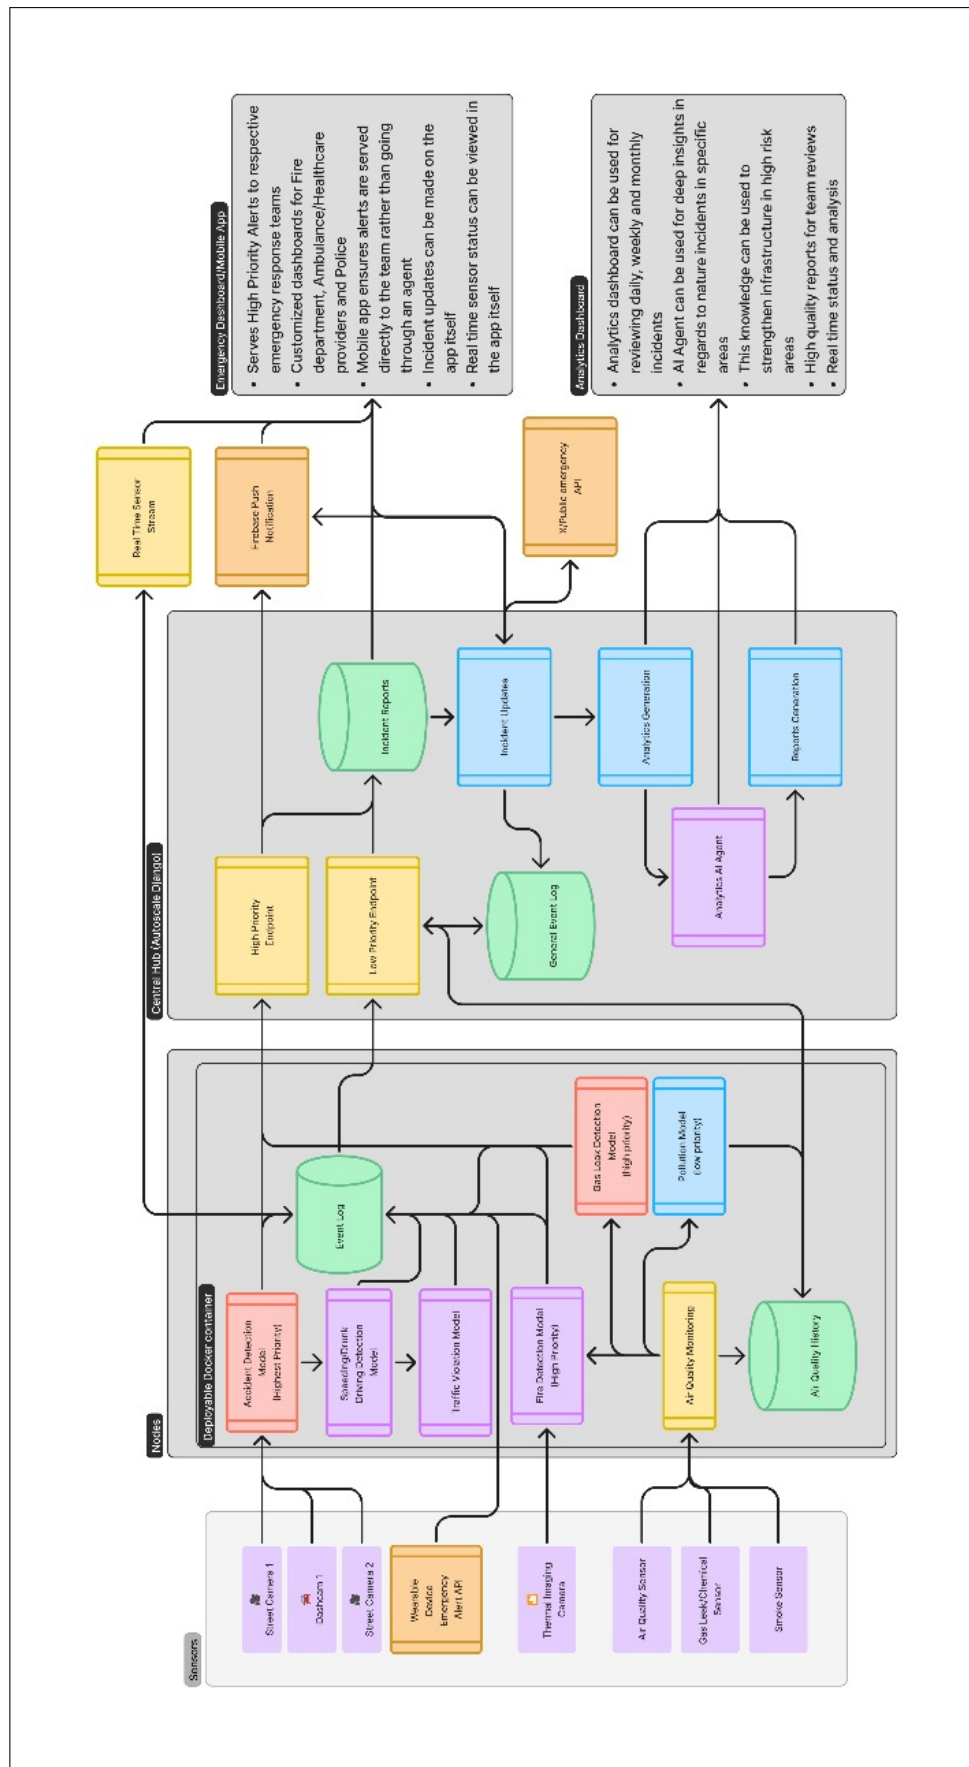 Sensors
Street Camera 1
Dashcam 1
Street Camera 2
Wearable
Device
Emergency
Alert API
Thermal Imaging
Camera
Air Quality Sensor
Gas Leak/Chemical
Sensor
Smoke Sensor
Nodes
Deployable Docker container
Accident Detection
Model
(Highest Priority)
Speeding/Drunk
Driving Detection
Model
Traffic Violation Model
Fire Detection Model
(High Priority)
Air Quality Monitoring
Air Quality History
Event Log
Gas Leak Detection
Model
(high priority)
Pollution Model
(low priority)
Central Hub (Autoscale Django)
High Priority
Endpoint
Low Priority Endpoint
General Event Log
Incident Reports
Incident Updates
Analytics Generation
Analytics AI Agent
Reports Generation
Real Time Sensor
Stream
Firebase Push
Notification
X/Public emergency
API
Emergency Dashboard/Mobile App
• Serves High Priority Alerts to respective
emergency response teams
• Customized dashboards for Fire
department, Ambulance/Healthcare
providers and Police
• Mobile app ensures alerts are served
directly to the team rather than going
through an agent
• Incident updates can be made on the
app itself
• Real time sensor status can be viewed in
the app itself
Analytics Dashboard
• Analytics dashboard can be used for
reviewing daily, weekly and monthly
incidents
• AI Agent can be used for deep insights in
regards to nature incidents in specific
areas
• This knowledge can be used to
strengthen infrastructure in high risk
areas
• High quality reports for team reviews
• Real time status and analysis